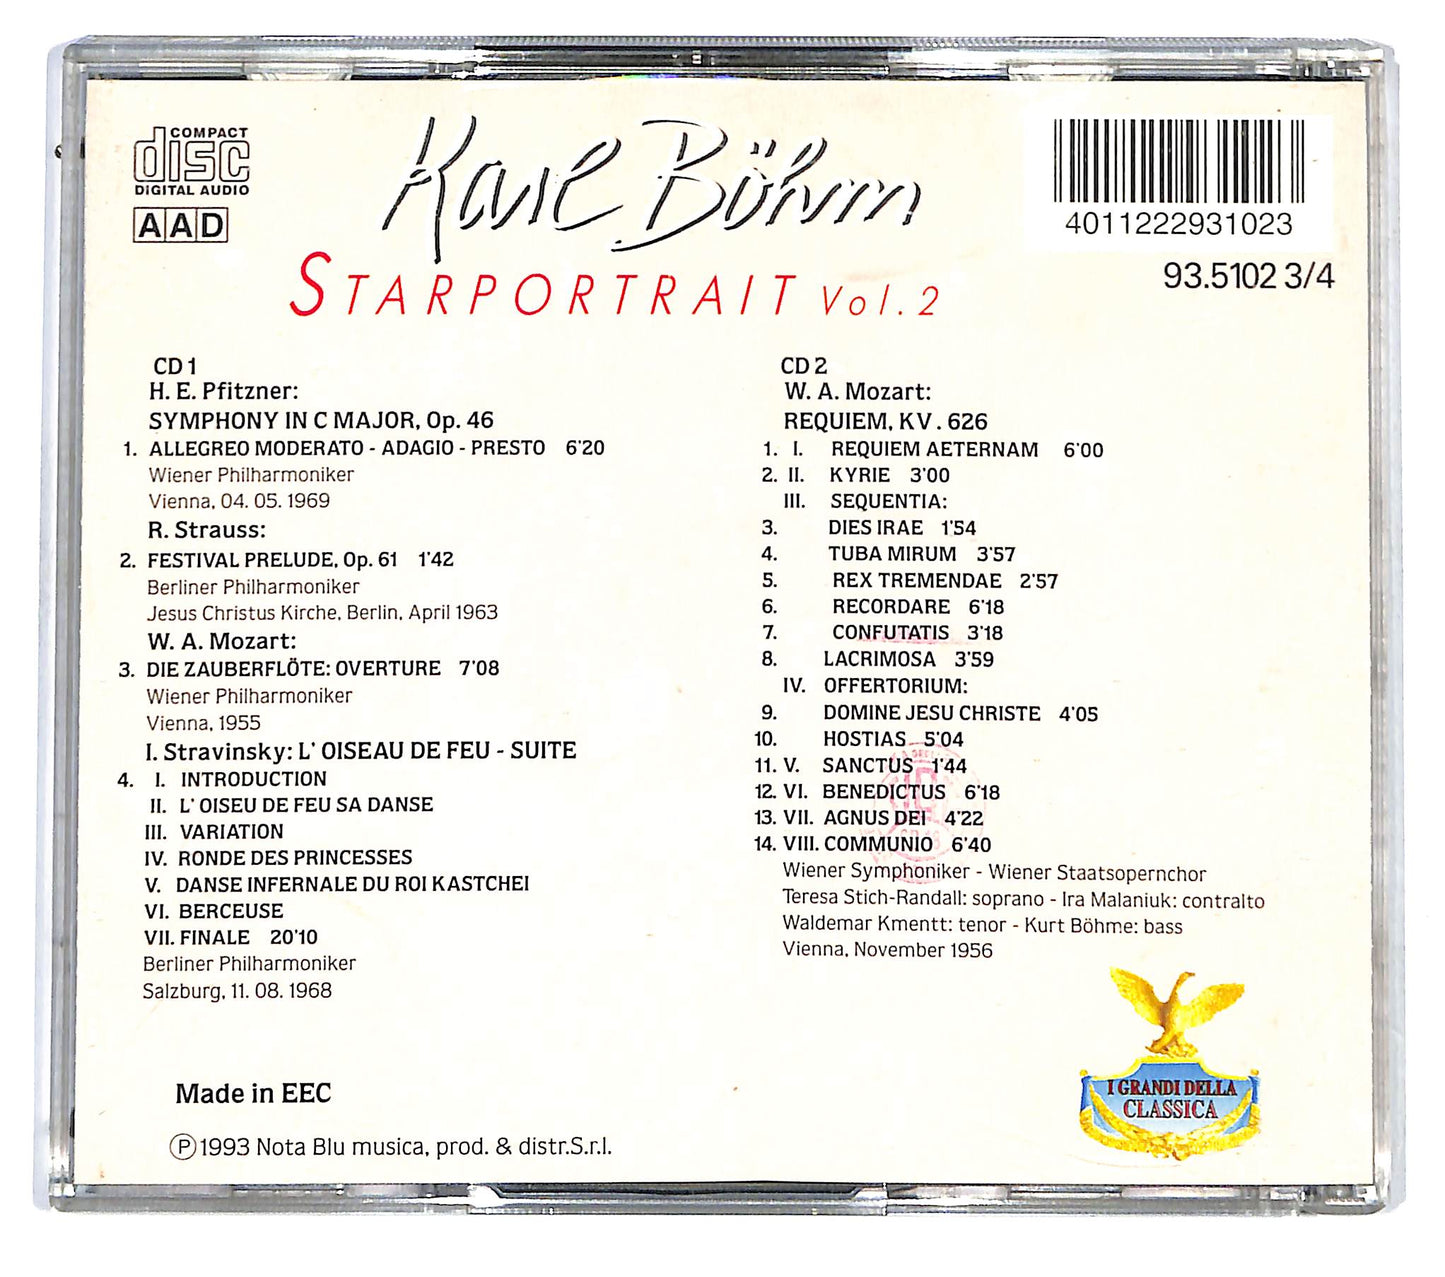 COMPACT
disc
DIGITAL AUDIO
AAD
Karl Böhm
STARPORTRAIT Vol. 2
4011222931023
93.5102 3/4
CD 1
H. E. Pfitzner:
SYMPHONY IN C MAJOR, Op. 46
1. ALLEGREO MODERATO - ADAGIO - PRESTO 6'20
Wiener Philharmoniker
Vienna, 04. 05. 1969
R. Strauss:
2. FESTIVAL PRELUDE, Op. 61 1'42
Berliner Philharmoniker
Jesus Christus Kirche, Berlin, April 1963
W. A. Mozart:
3. DIE ZAUBERFLÖTE: OVERTURE 7'08
Wiener Philharmoniker
Vienna, 1955
I. Stravinsky: L' OISEAU DE FEU - SUITE
4. I. INTRODUCTION
II. L' OISEU DE FEU SA DANSE
III. VARIATION
IV. RONDE DES PRINCESSES
V. DANSE INFERNALE DU ROI KASTCHEI
VI. BERCEUSE
VII. FINALE 20'10
Berliner Philharmoniker
Salzburg, 11. 08. 1968
Made in EEC
Ⓟ 1993 Nota Blu musica, prod. & distr.S.r.l.
CD 2
W. A. Mozart:
REQUIEM, KV. 626
1. I. REQUIEM AETERNAM 6'00
2. II. KYRIE 3'00
III. SEQUENTIA:
3. DIES IRAE 1'54
4. TUBA MIRUM 3'57
5. REX TREMENDAE 2'57
6. RECORDARE 6'18
7. CONFUTATIS 3'18
8. LACRIMOSA 3'59
IV. OFFERTORIUM:
9. DOMINE JESU CHRISTE 4'05
10. HOSTIAS 5'04
11. V. SANCTUS 1'44
12. VI. BENEDICTUS 6'18
13. VII. AGNUS DEI 4'22
14. VIII. COMMUNIO 6'40
Wiener Symphoniker - Wiener Staatsopernchor
Teresa Stich-Randall: soprano - Ira Malaniuk: contralto
Waldemar Kmentt: tenor - Kurt Böhme: bass
Vienna, November 1956
I GRANDI DELLA
CLASSICA